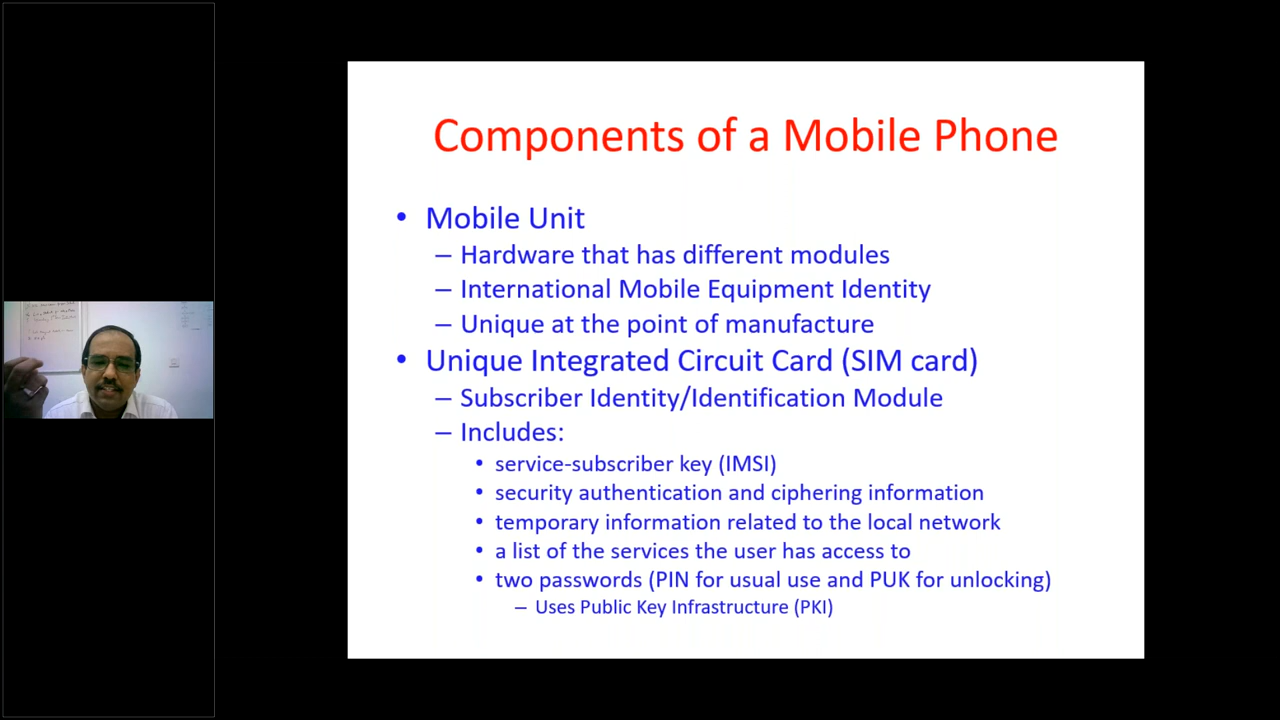 Components of a Mobile Phone
• Mobile Unit
– Hardware that has different modules
– International Mobile Equipment Identity
– Unique at the point of manufacture
• Unique Integrated Circuit Card (SIM card)
– Subscriber Identity/Identification Module
– Includes:
• service-subscriber key (IMSI)
• security authentication and ciphering information
• temporary information related to the local network
• a list of the services the user has access to
• two passwords (PIN for usual use and PUK for unlocking)
– Uses Public Key Infrastructure (PKI)